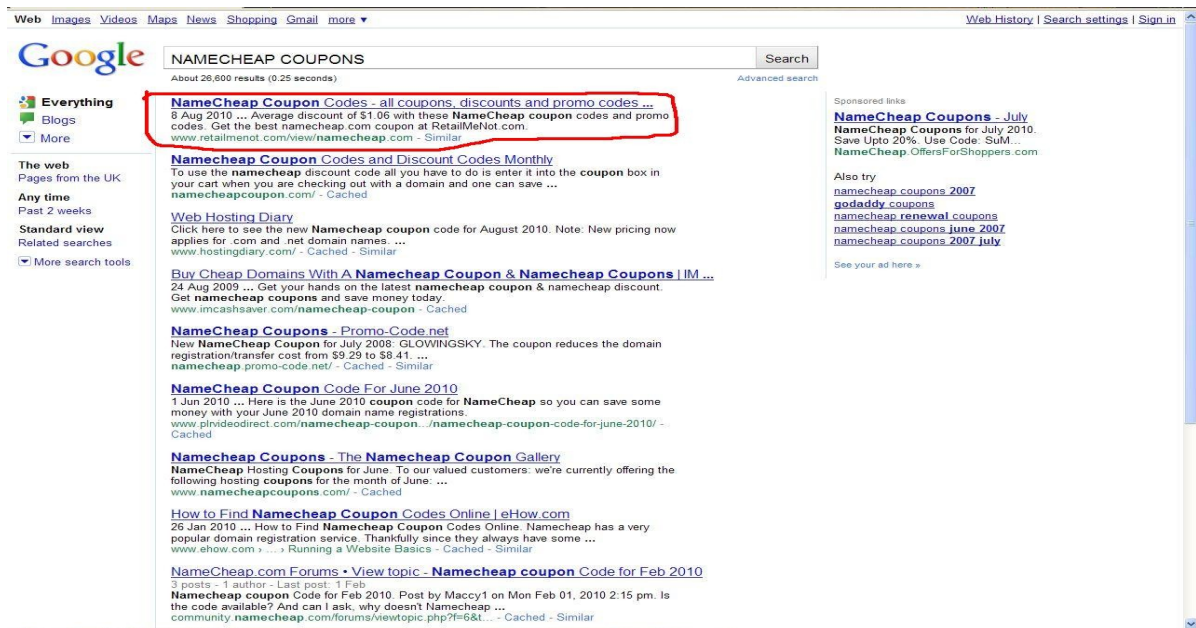 Web Images Videos Maps News Shopping Gmail more ▼
Web History | Search settings | Sign in
Google
NAMECHEAP COUPONS
Search
About 26,600 results (0.25 seconds)
Advanced search
Everything
Blogs
More
The web
Pages from the UK
Any time
Past 2 weeks
Standard view
Related searches
More search tools
NameCheap Coupon Codes - all coupons, discounts and promo codes ...
8 Aug 2010 ... Average discount of $1.06 with these NameCheap coupon codes and promo
codes. Get the best namecheap.com coupon at RetailMeNot.com.
www.retailmenot.com/view/namecheap.com - Similar
Namecheap Coupon Codes and Discount Codes Monthly
To use the namecheap discount code all you have to do is enter it into the coupon box in
your cart when you are checking out with a domain and one can save ...
namecheapcoupon.com/ - Cached
Web Hosting Diary
Click here to see the new Namecheap coupon code for August 2010. Note: New pricing now
applies for .com and .net domain names. ...
www.hostingdiary.com/ - Cached - Similar
Buy Cheap Domains With A Namecheap Coupon & Namecheap Coupons | IM ...
24 Aug 2009 ... Get your hands on the latest namecheap coupon & namecheap discount.
Get namecheap coupons and save money today.
www.imcashsaver.com/namecheap-coupon - Cached
NameCheap Coupons - Promo-Code.net
New NameCheap Coupon for July 2008: GLOWINGSKY. The coupon reduces the domain
registration/transfer cost from $9.29 to $8.41. ...
namecheap.promo-code.net/ - Cached - Similar
NameCheap Coupon Code For June 2010
1 Jun 2010 ... Here is the June 2010 coupon code for NameCheap so you can save some
money with your June 2010 domain name registrations.
www.plrvideodirect.com/namecheap-coupon.../namecheap-coupon-code-for-june-2010/ -
Cached
Namecheap Coupons - The Namecheap Coupon Gallery
NameCheap Hosting Coupons for June. To our valued customers: we're currently offering the
following hosting coupons for the month of June: ...
www.namecheapcoupons.com/ - Cached
How to Find Namecheap Coupon Codes Online | eHow.com
26 Jan 2010 ... How to Find Namecheap Coupon Codes Online. Namecheap has a very
popular domain registration service. Thankfully since they always have some ...
www.ehow.com › ... › Running a Website Basics - Cached - Similar
NameCheap.com Forums • View topic - Namecheap coupon Code for Feb 2010
3 posts - 1 author - Last post: 1 Feb
Namecheap coupon Code for Feb 2010. Post by Maccy1 on Mon Feb 01, 2010 2:15 pm. Is
the code available? And can I ask, why doesn't Namecheap ...
community.namecheap.com/forums/viewtopic.php?f=6&t... - Cached - Similar
Sponsored links
NameCheap Coupons - July
NameCheap Coupons for July 2010.
Save Upto 20%. Use Code: SuM...
NameCheap.OffersForShoppers.com
Also try
namecheap coupons 2007
godaddy coupons
namecheap renewal coupons
namecheap coupons june 2007
namecheap coupons 2007 july
See your ad here »